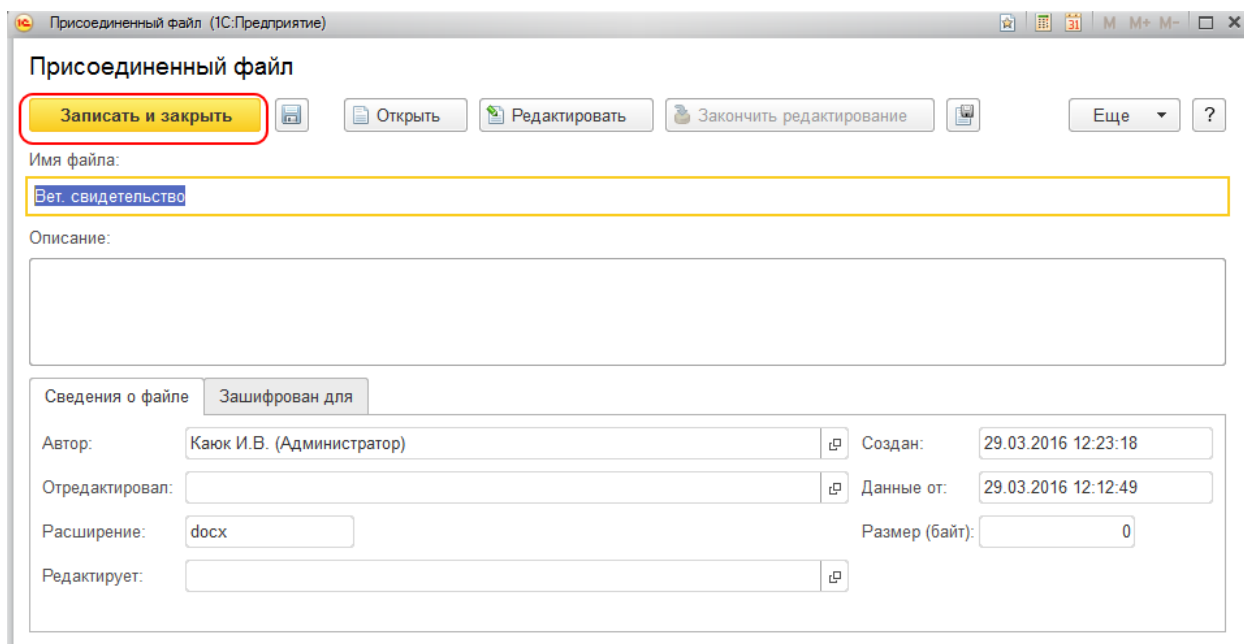 1С Присоединенный файл (1С:Предприятие) 31 M M+ M-
Присоединенный файл
Записать и закрыть Открыть Редактировать Закончить редактирование Еще ?
Имя файла:
Вет. свидетельство
Описание:
Сведения о файле Зашифрован для
Автор: Каюк И.В. (Администратор) Создан: 29.03.2016 12:23:18
Отредактировал: Данные от: 29.03.2016 12:12:49
Расширение: docx Размер (байт): 0
Редактирует: